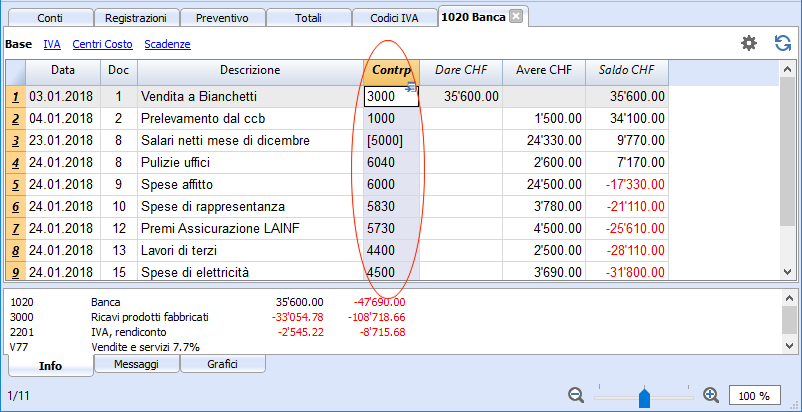 Conti Registrazioni Preventivo Totali Codici IVA 1020 Banca
Base IVA Centri Costo Scadenze
Data Doc Descrizione Contrp Dare CHF Avere CHF Saldo CHF
1 03.01.2018 1 Vendita a Bianchetti 3000 35'600.00 35'600.00
2 04.01.2018 2 Prelevamento dal ccb 1000 1'500.00 34'100.00
3 23.01.2018 8 Salari netti mese di dicembre [5000] 24'330.00 9'770.00
4 24.01.2018 8 Pulizie uffici 6040 2'600.00 7'170.00
5 24.01.2018 9 Spese affitto 6000 24'500.00 -17'330.00
6 24.01.2018 10 Spese di rappresentanza 5830 3'780.00 -21'110.00
7 24.01.2018 12 Premi Assicurazione LAINF 5730 4'500.00 -25'610.00
8 24.01.2018 13 Lavori di terzi 4400 2'500.00 -28'110.00
9 24.01.2018 15 Spese di elettricità 4500 3'690.00 -31'800.00
1020 Banca 35'600.00 -47'690.00
3000 Ricavi prodotti fabbricati -33'054.78 -108'718.66
2201 IVA, rendiconto -2'545.22 -8'715.68
V77 Vendite e servizi 7.7%
Info Messaggi Grafici
1/11 100 %